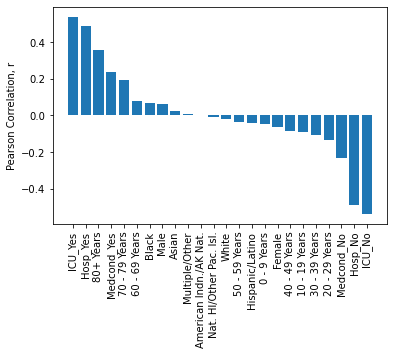 Pearson Correlation, r
0.4
0.2
0.0
−0.2
−0.4
ICU_Yes
Hosp_Yes
80+ Years
Medcond_Yes
70 - 79 Years
60 - 69 Years
Black
Male
Asian
Multiple/Other
American Indn./AK Nat.
Nat. HI/Other Pac. Isl.
White
50 - 59 Years
Hispanic/Latino
0 - 9 Years
Female
40 - 49 Years
10 - 19 Years
30 - 39 Years
20 - 29 Years
Medcond_No
Hosp_No
ICU_No